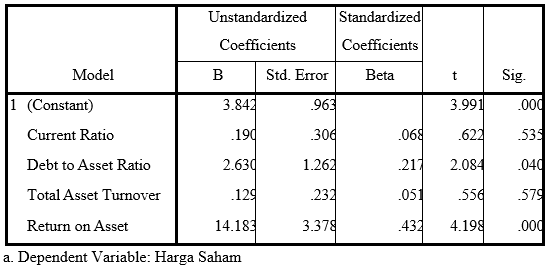 Unstandardized Standardized
Coefficients Coefficients
Model B Std. Error Beta t Sig.
1 (Constant) 3.842 .963 3.991 .000
Current Ratio .190 .306 .068 .622 .535
Debt to Asset Ratio 2.630 1.262 .217 2.084 .040
Total Asset Turnover .129 .232 .051 .556 .579
Return on Asset 14.183 3.378 .432 4.198 .000
a. Dependent Variable: Harga Saham